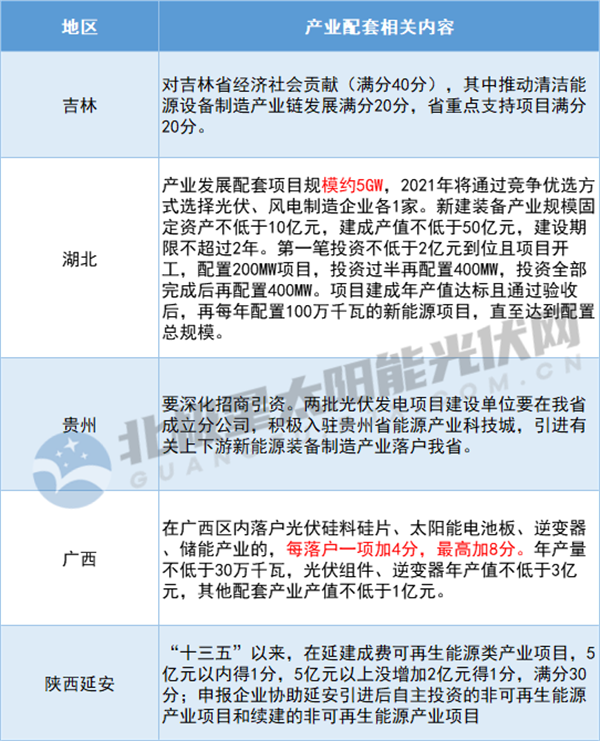 地区
产业配套相关内容
吉林
对吉林省经济社会贡献（满分40分），其中推动清洁能
源设备制造产业链发展满分20分，省重点支持项目满分
20分。
湖北
产业发展配套项目规模约5GW，2021年将通过竞争优选方
式选择光伏、风电制造企业各1家。新建装备产业规模固
定资产不低于10亿元，建成产值不低于50亿元，建设期
限不超过2年。第一笔投资不低于2亿元到位且项目开
工，配置200MW项目，投资过半再配置400MW，投资全部
完成后再配置400MW。项目建成年产值达标且通过验收
后，再每年配置100万千瓦的新能源项目，直至达到配置
总规模。
贵州
要深化招商引资。两批光伏发电项目建设单位要在我省
成立分公司，积极入驻贵州省能源产业科技城，引进有
关上下游新能源装备制造产业落户我省。
广西
在广西区内落户光伏硅料硅片、太阳能电池板、逆变器
、储能产业的，每落户一项加4分，最高加8分。年产量
不低于30万千瓦，光伏组件、逆变器年产值不低于3亿
元，其他配套产业产值不低于1亿元。
陕西延安
“十三五”以来，在延建成费可再生能源类产业项目，5
亿元以内得1分，5亿元以上没增加2亿元得1分，满分30
分；申报企业协助延安引进后自主投资的非可再生能源
产业项目和续建的非可再生能源产业项目
北极星太阳能光伏网